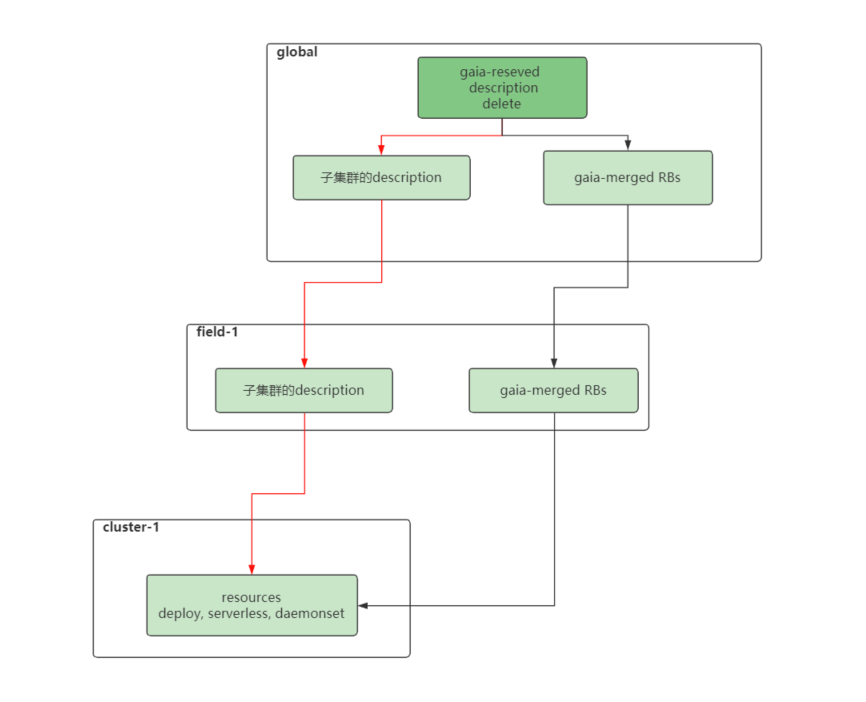 global
gaia-reseved
description
delete
子集群的description
gaia-merged RBs
field-1
子集群的description
gaia-merged RBs
cluster-1
resources
deploy, serverless, daemonset